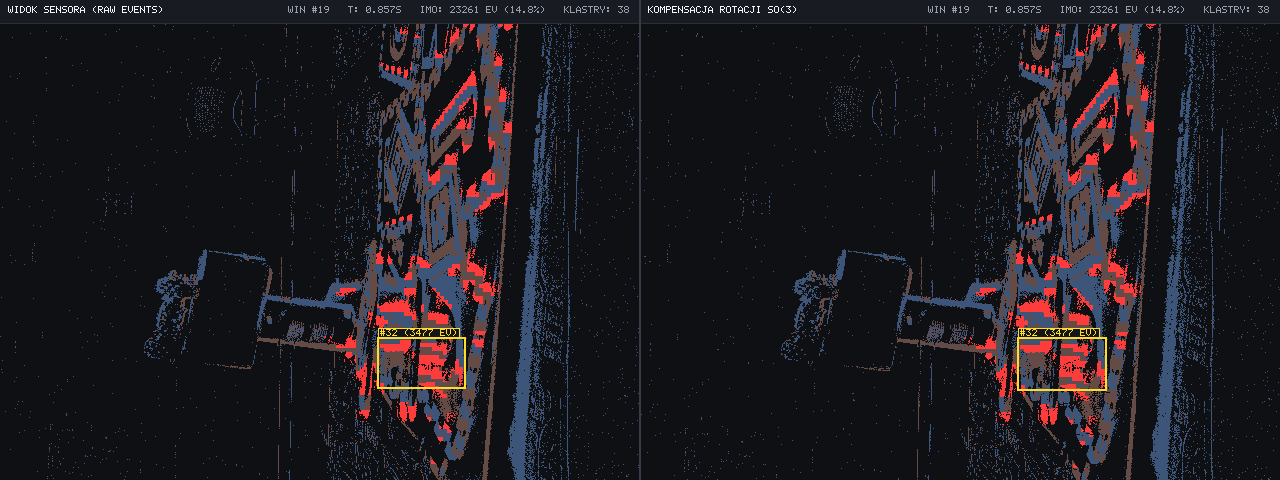 WIDOK SENSORA (RAW EVENTS) WIN #19 T: 0.857S IMO: 23261 EV (14.8%) KLASTRY: 38
KOMPENSACJA ROTACJI SO(3) WIN #19 T: 0.857S IMO: 23261 EV (14.8%) KLASTRY: 38
#32 (3477 EV)
#32 (3477 EV)